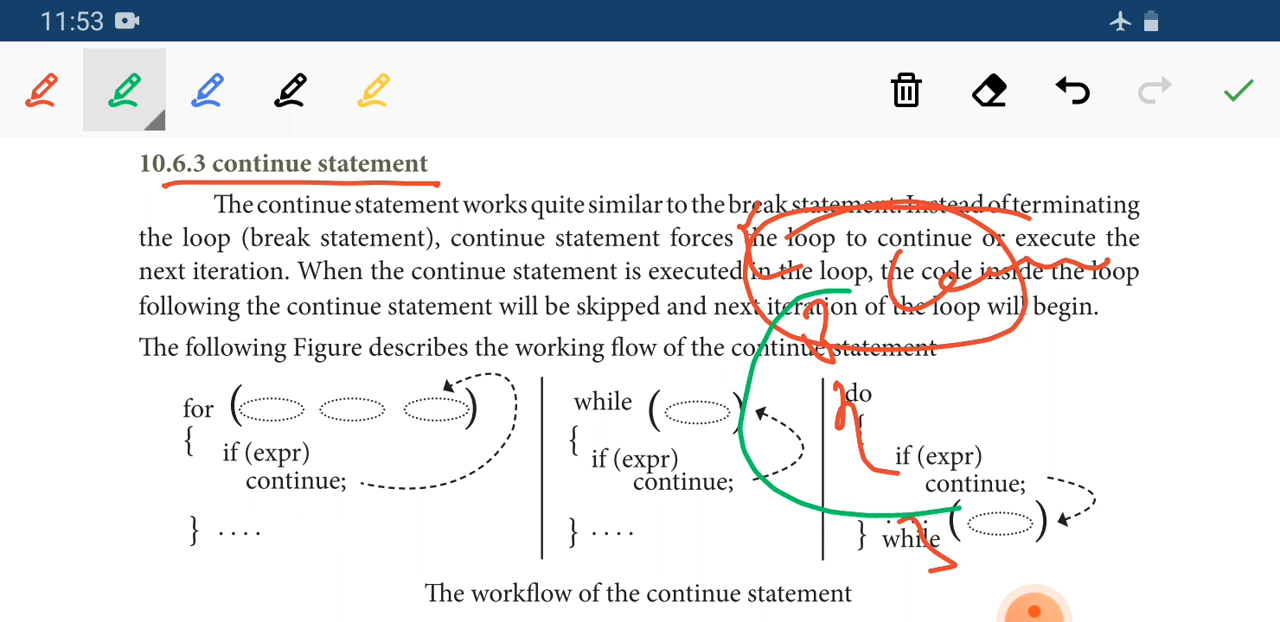 11:53
10.6.3 continue statement
The continue statement works quite similar to the break statement. Instead of terminating
the loop (break statement), continue statement forces the loop to continue or execute the
next iteration. When the continue statement is executed in the loop, the code inside the loop
following the continue statement will be skipped and next iteration of the loop will begin.
The following Figure describes the working flow of the continue statement
for ( )
{ if (expr)
continue;
} ....
while ( )
{
if (expr)
continue;
} ....
do
{
if (expr)
continue;
....
} while ( )
The workflow of the continue statement